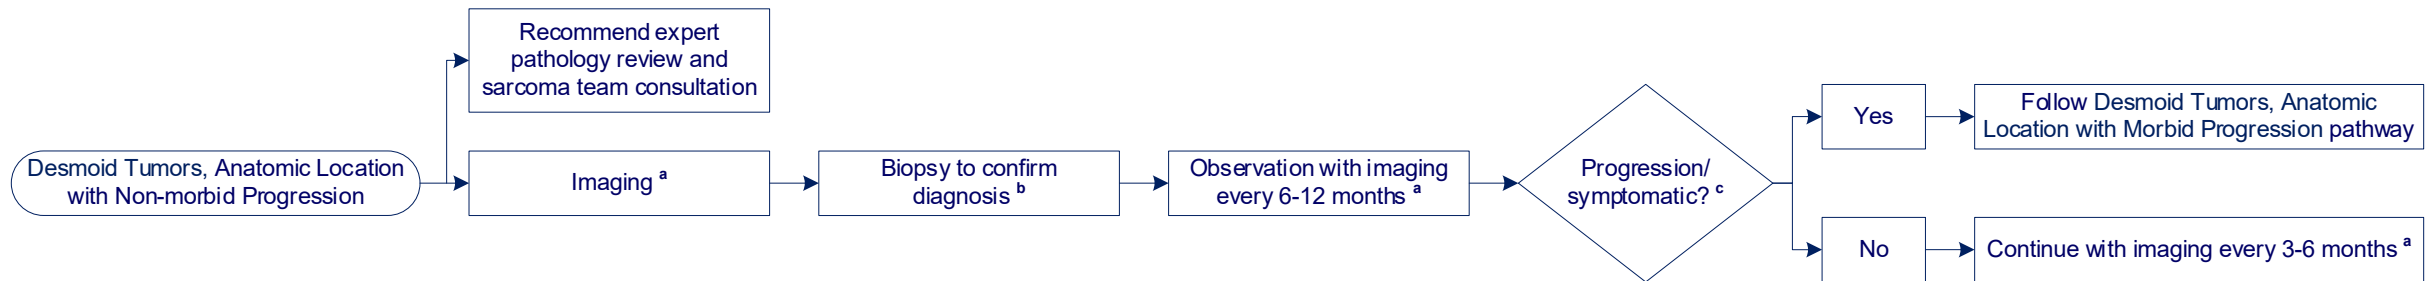 Desmoid Tumors, Anatomic Location
with Non-morbid Progression
Recommend expert
pathology review and
sarcoma team consultation
Imaging a
Biopsy to confirm
diagnosis b
Observation with imaging
every 6-12 months a
Progression/
symptomatic? c
Yes
Follow Desmoid Tumors, Anatomic
Location with Morbid Progression pathway
No
Continue with imaging every 3-6 months a